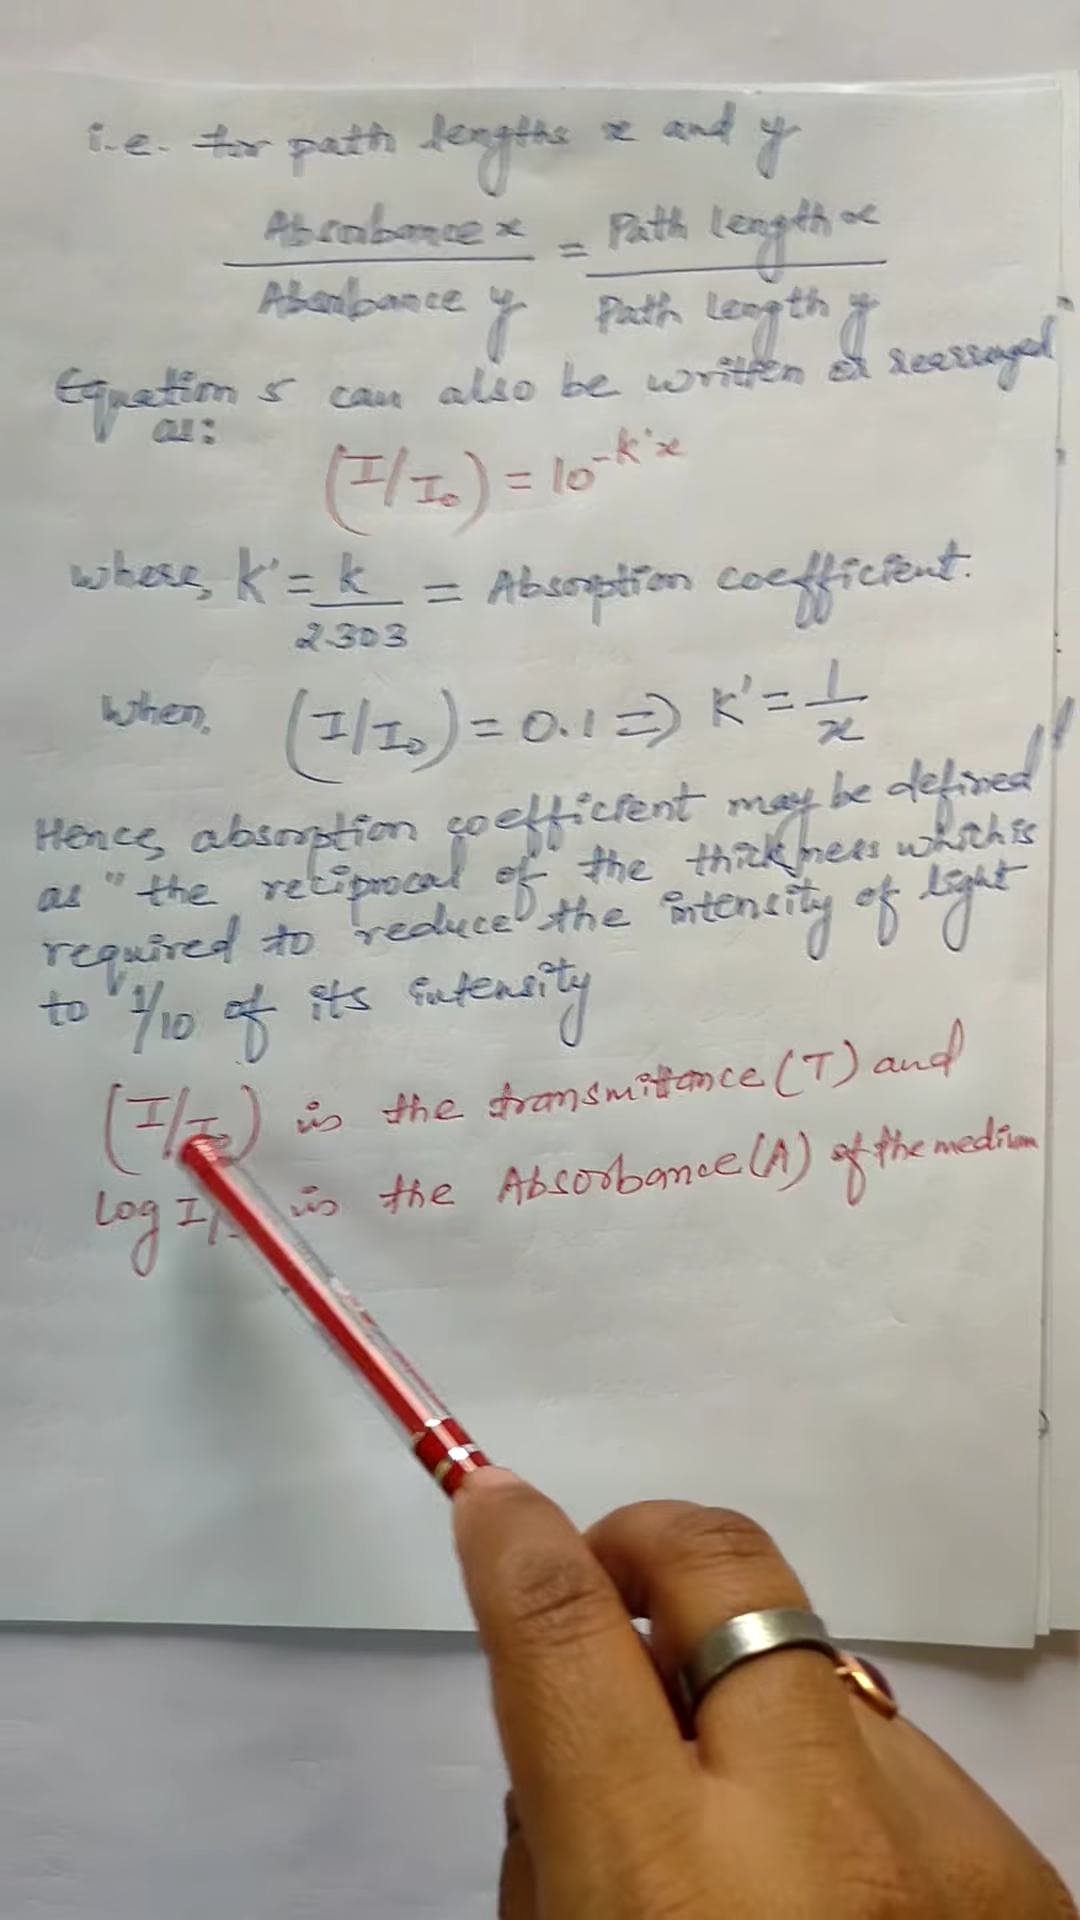 i.e. for path lengths x and y
Absorbance x / Absorbance y = Path length x / Path length y
Equation 5 can also be written or rearranged
as:
(I/I₀) = 10^-k'x
where, K' = k/2.303 = Absorption coefficient.
when, (I/I₀) = 0.1 ⇒ K' = 1/x
Hence, absorption coefficient may be defined
as "the reciprocal of the thickness which is
required to reduce the intensity of light
to 1/10 of its intensity
(I/I₀) is the transmittance (T) and
log I/ is the Absorbance (A) of the medium